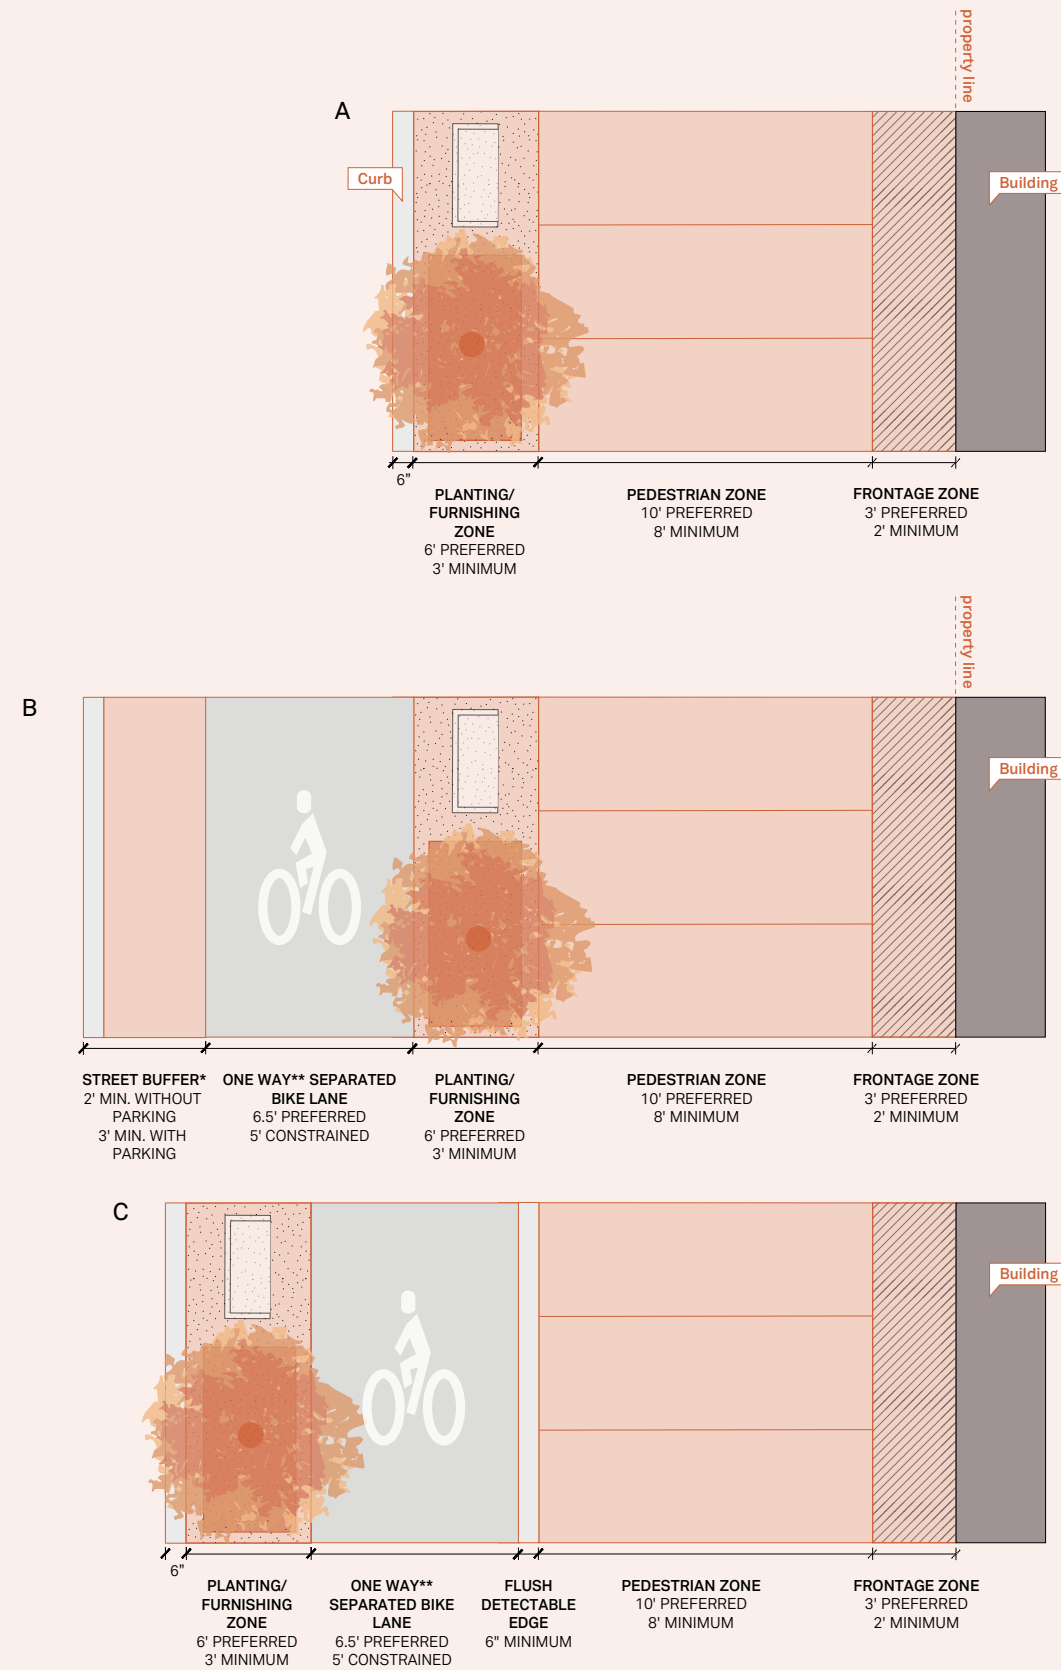 property line
A
Curb
Building
6”
PLANTING/
FURNISHING
ZONE
6' PREFERRED
3' MINIMUM
PEDESTRIAN ZONE
10' PREFERRED
8' MINIMUM
FRONTAGE ZONE
3' PREFERRED
2' MINIMUM
property line
B
Building
STREET BUFFER*
2' MIN. WITHOUT
PARKING
3' MIN. WITH
PARKING
ONE WAY** SEPARATED
BIKE LANE
6.5' PREFERRED
5' CONSTRAINED
PLANTING/
FURNISHING
ZONE
6' PREFERRED
3' MINIMUM
PEDESTRIAN ZONE
10' PREFERRED
8' MINIMUM
FRONTAGE ZONE
3' PREFERRED
2' MINIMUM
C
Building
6”
PLANTING/
FURNISHING
ZONE
6' PREFERRED
3' MINIMUM
ONE WAY**
SEPARATED BIKE
LANE
6.5' PREFERRED
5' CONSTRAINED
FLUSH
DETECTABLE
EDGE
6" MINIMUM
PEDESTRIAN ZONE
10' PREFERRED
8' MINIMUM
FRONTAGE ZONE
3' PREFERRED
2' MINIMUM